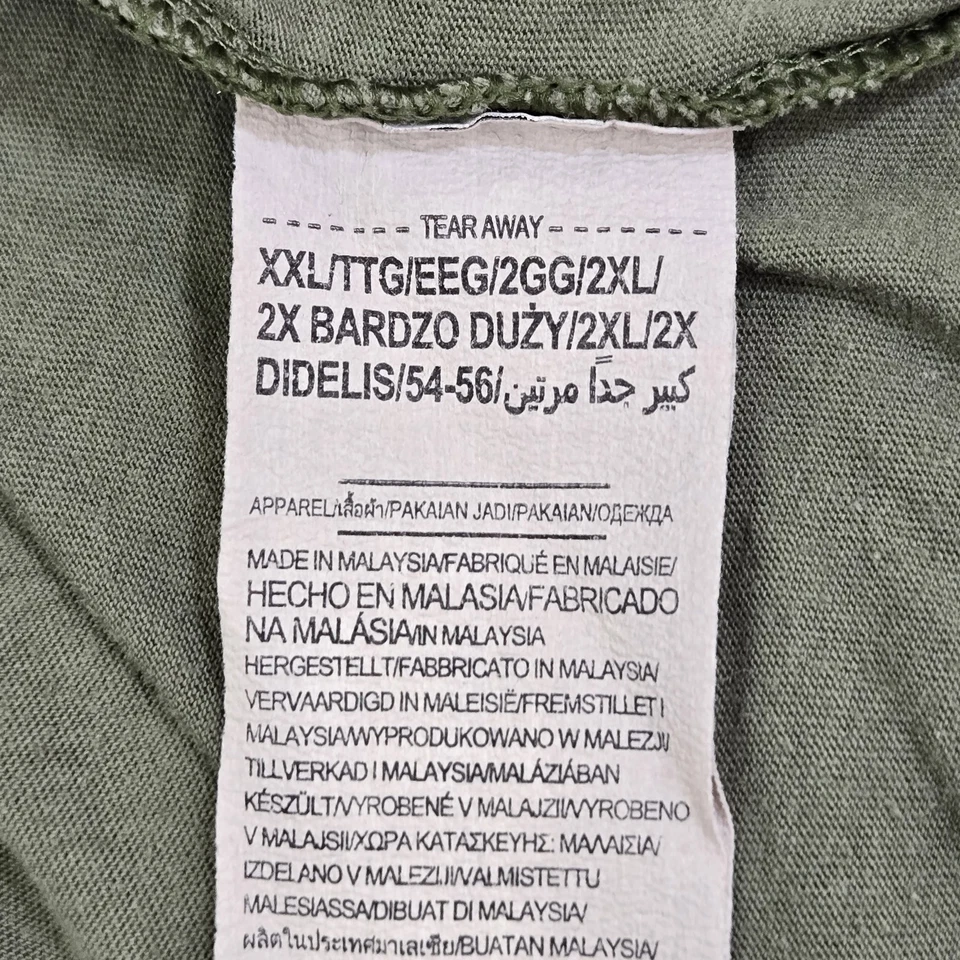 - - - - - - - TEAR AWAY - - - - - - -
XXL/TTG/EEG/2GG/2XL/
2X BARDZO DUŻY/2XL/2X
DIDELIS/54-56/كبير جداً مرتين
APPAREL/เสื้อผ้า/PAKAIAN JADI/PAKAIAN/ОДЕЖДА
MADE IN MALAYSIA/FABRIQUÉ EN MALAISIE/
HECHO EN MALASIA/FABRICADO
NA MALÁSIA/IN MALAYSIA
HERGESTELLT/FABBRICATO IN MALAYSIA/
VERVAARDIGD IN MALEISIË/FREMSTILLET I
MALAYSIA/WYPRODUKOWANO W MALEZJI/
TILLVERKAD I MALAYSIA/MALÁZIÁBAN
KÉSZÜLT/VYROBENÉ V MALAJZII/VYROBENO
V MALAJSII/ΧΩΡΑ ΚΑΤΑΣΚΕΥΗΣ: ΜΑΛΑΙΣΙΑ/
IZDELANO V MALEZIJI/VALMISTETTU
MALESIASSA/DIBUAT DI MALAYSIA/
ผลิตในประเทศมาเลเซีย/BUATAN MALAYSIA/